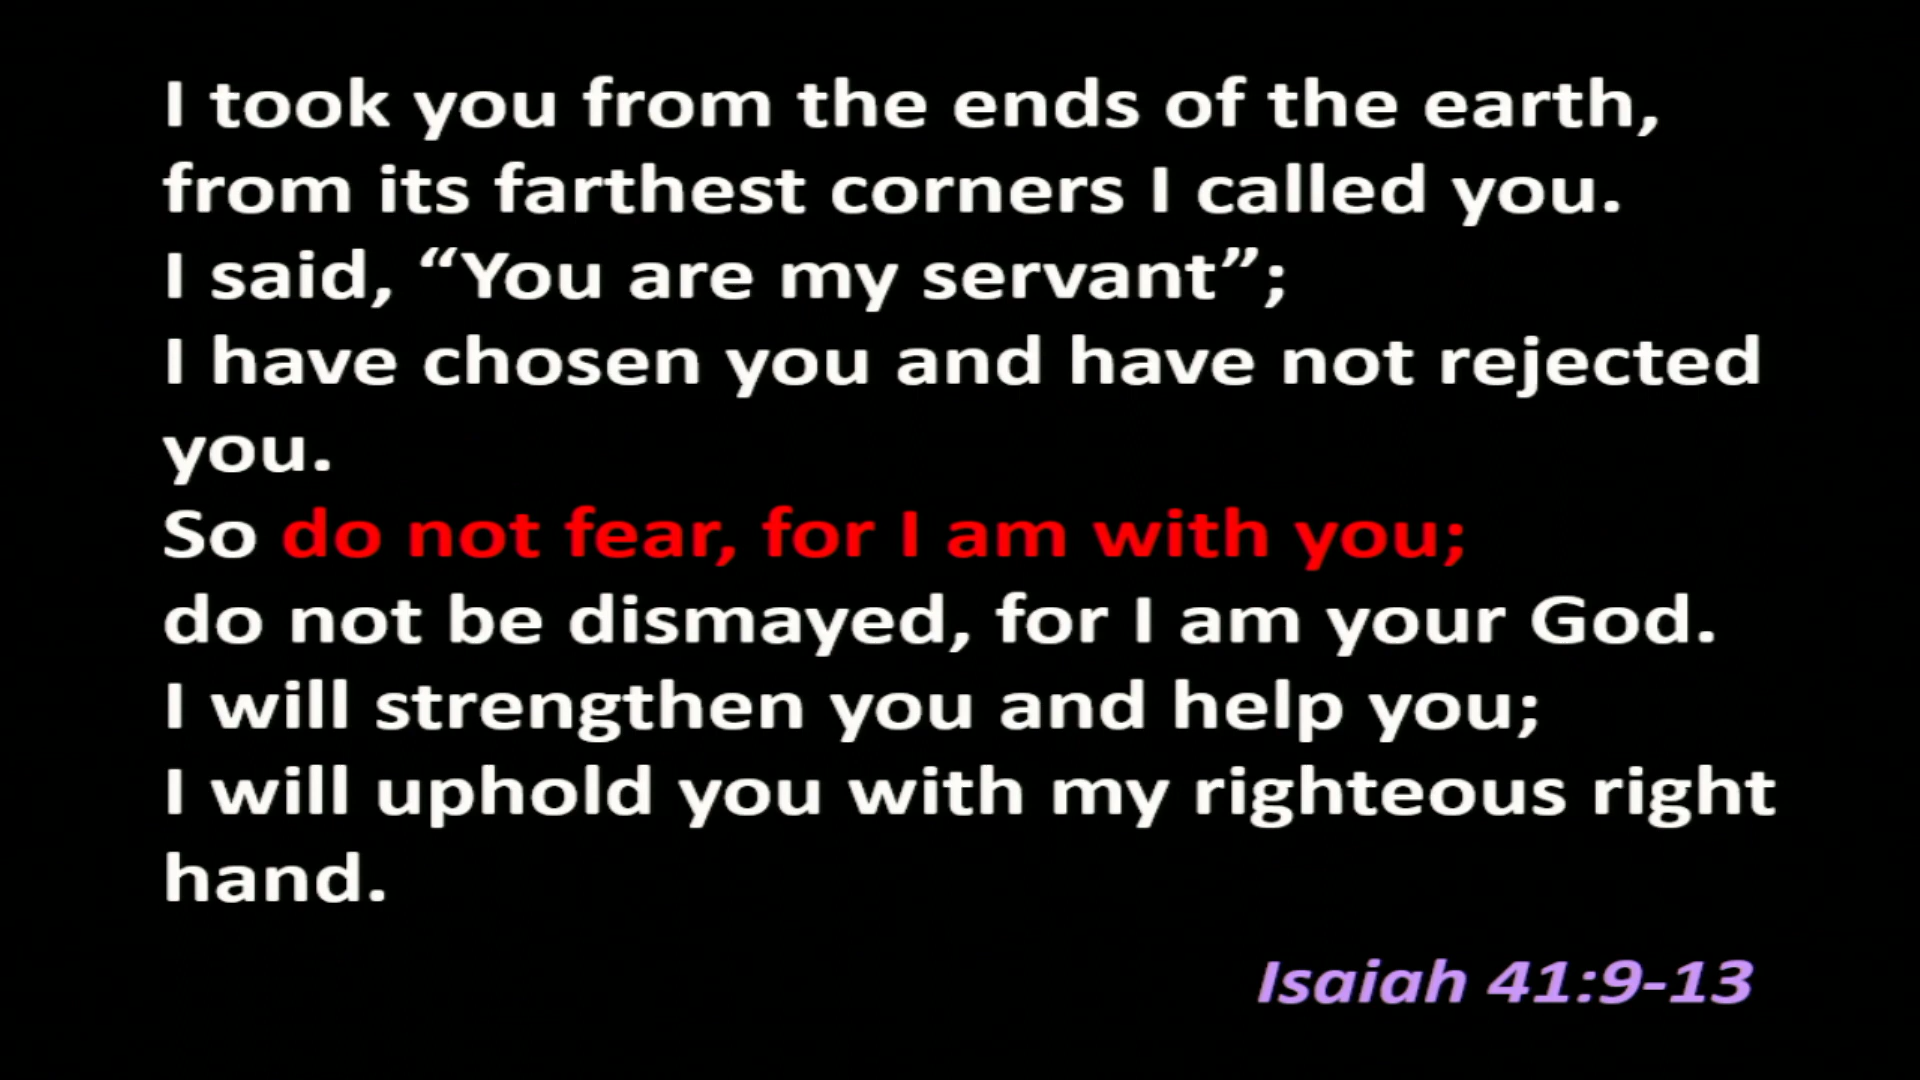 I took you from the ends of the earth,
from its farthest corners I called you.
I said, “You are my servant”;
I have chosen you and have not rejected
you.
So do not fear, for I am with you;
do not be dismayed, for I am your God.
I will strengthen you and help you;
I will uphold you with my righteous right
hand.
Isaiah 41:9-13